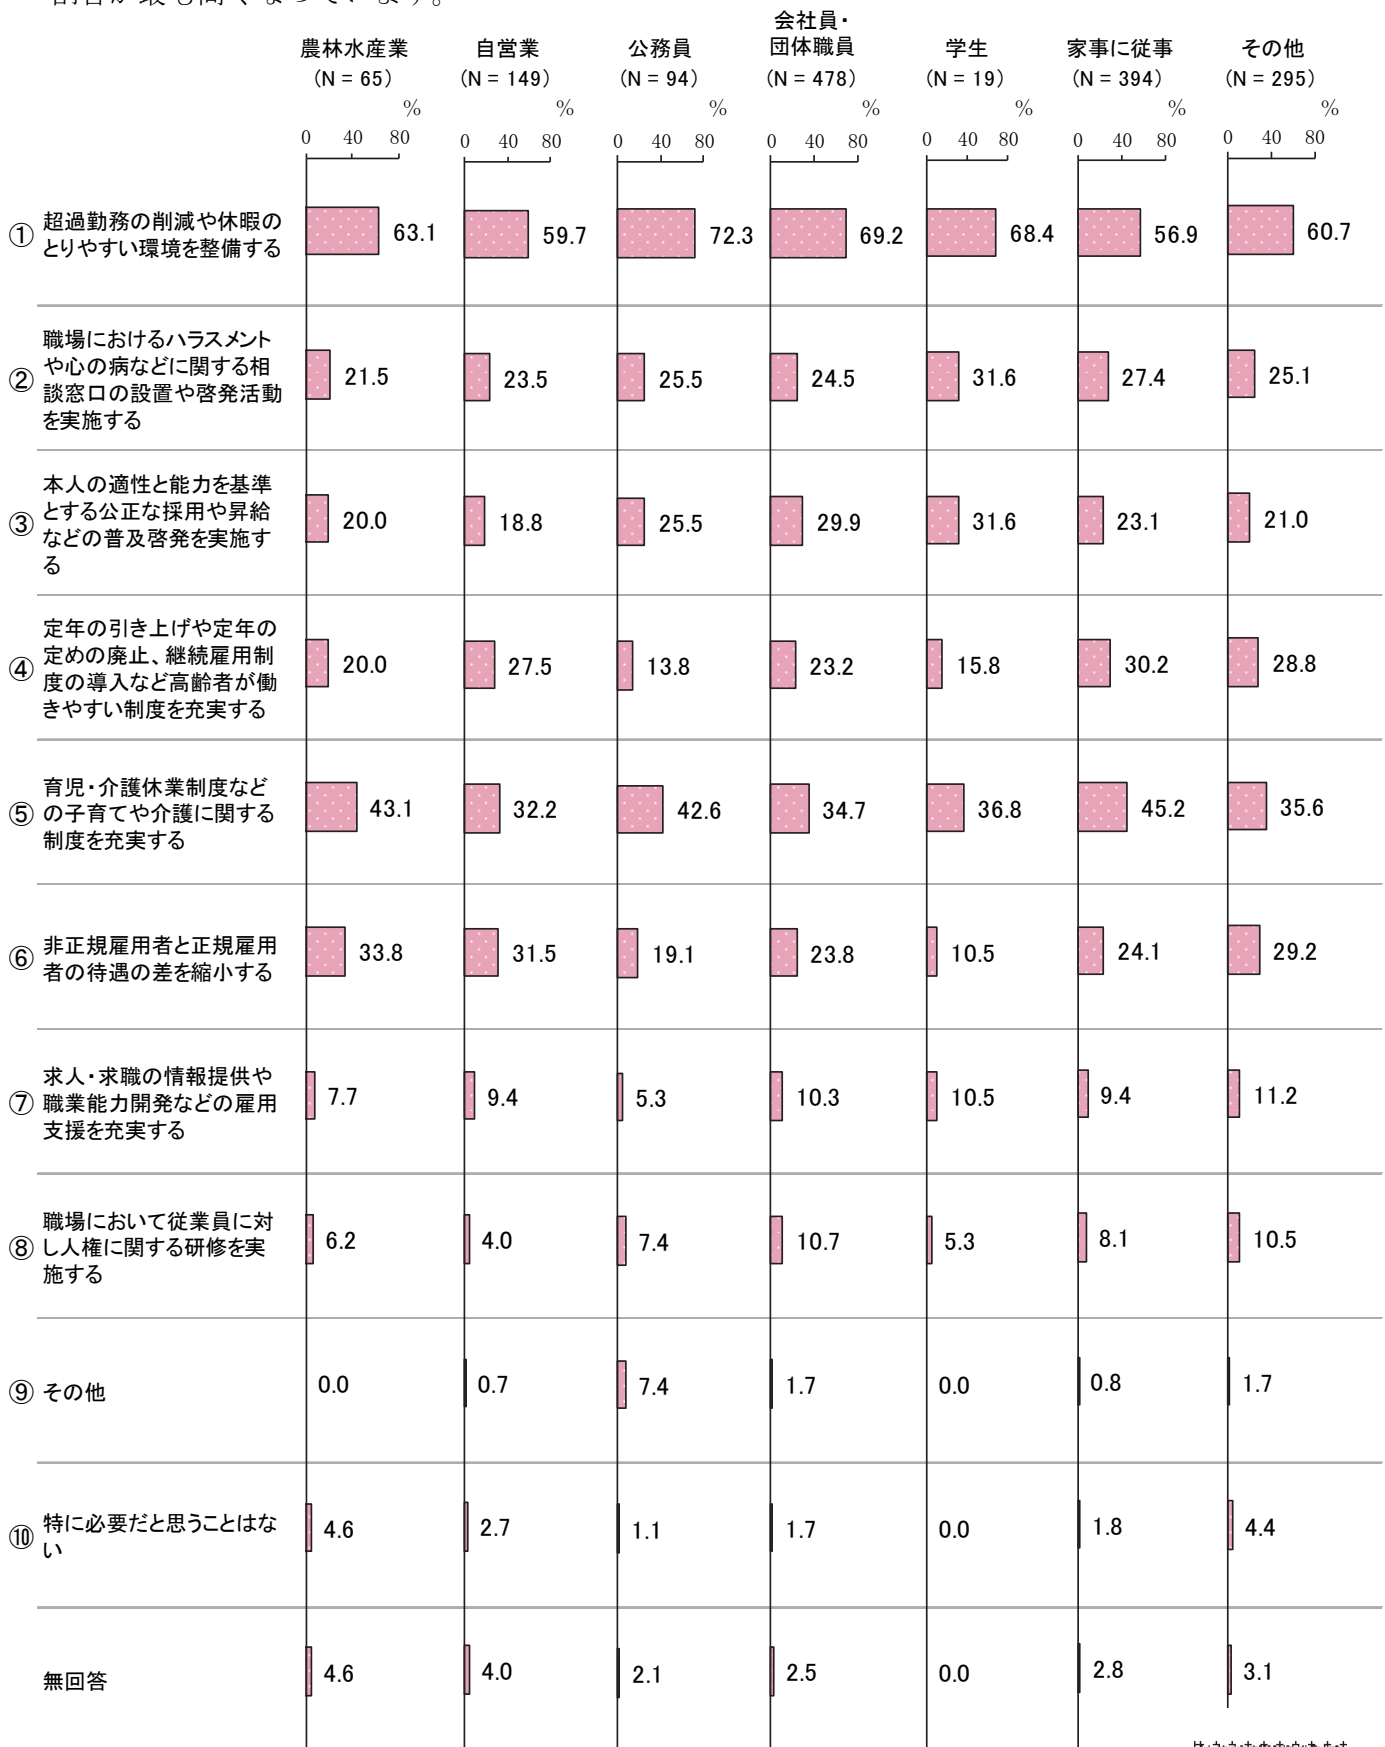 会社員・
農林水産業 自営業 公務員 団体職員 学生 家事に従事 その他
(N = 65) (N = 149) (N = 94) (N = 478) (N = 19) (N = 394) (N = 295)
% % % % % % %
0 40 80 0 40 80 0 40 80 0 40 80 0 40 80 0 40 80 0 40 80
① 超過勤務の削減や休暇の
とりやすい環境を整備する
63.1 59.7 72.3 69.2 68.4 56.9 60.7
② 職場におけるハラスメント
や心の病などに関する相
談窓口の設置や啓発活動
を実施する
21.5 23.5 25.5 24.5 31.6 27.4 25.1
③ 本人の適性と能力を基準
とする公正な採用や昇給
などの普及啓発を実施す
る
20.0 18.8 25.5 29.9 31.6 23.1 21.0
④ 定年の引き上げや定年の
定めの廃止、継続雇用制
度の導入など高齢者が働
きやすい制度を充実する
20.0 27.5 13.8 23.2 15.8 30.2 28.8
⑤ 育児・介護休業制度など
の子育てや介護に関する
制度を充実する
43.1 32.2 42.6 34.7 36.8 45.2 35.6
⑥ 非正規雇用者と正規雇用
者の待遇の差を縮小する
33.8 31.5 19.1 23.8 10.5 24.1 29.2
⑦ 求人・求職の情報提供や
職業能力開発などの雇用
支援を充実する
7.7 9.4 5.3 10.3 10.5 9.4 11.2
⑧ 職場において従業員に対
し人権に関する研修を実
施する
6.2 4.0 7.4 10.7 5.3 8.1 10.5
⑨ その他
0.0 0.7 7.4 1.7 0.0 0.8 1.7
⑩ 特に必要だと思うことはな
い
4.6 2.7 1.1 1.7 0.0 1.8 4.4
無回答
4.6 4.0 2.1 2.5 0.0 2.8 3.1